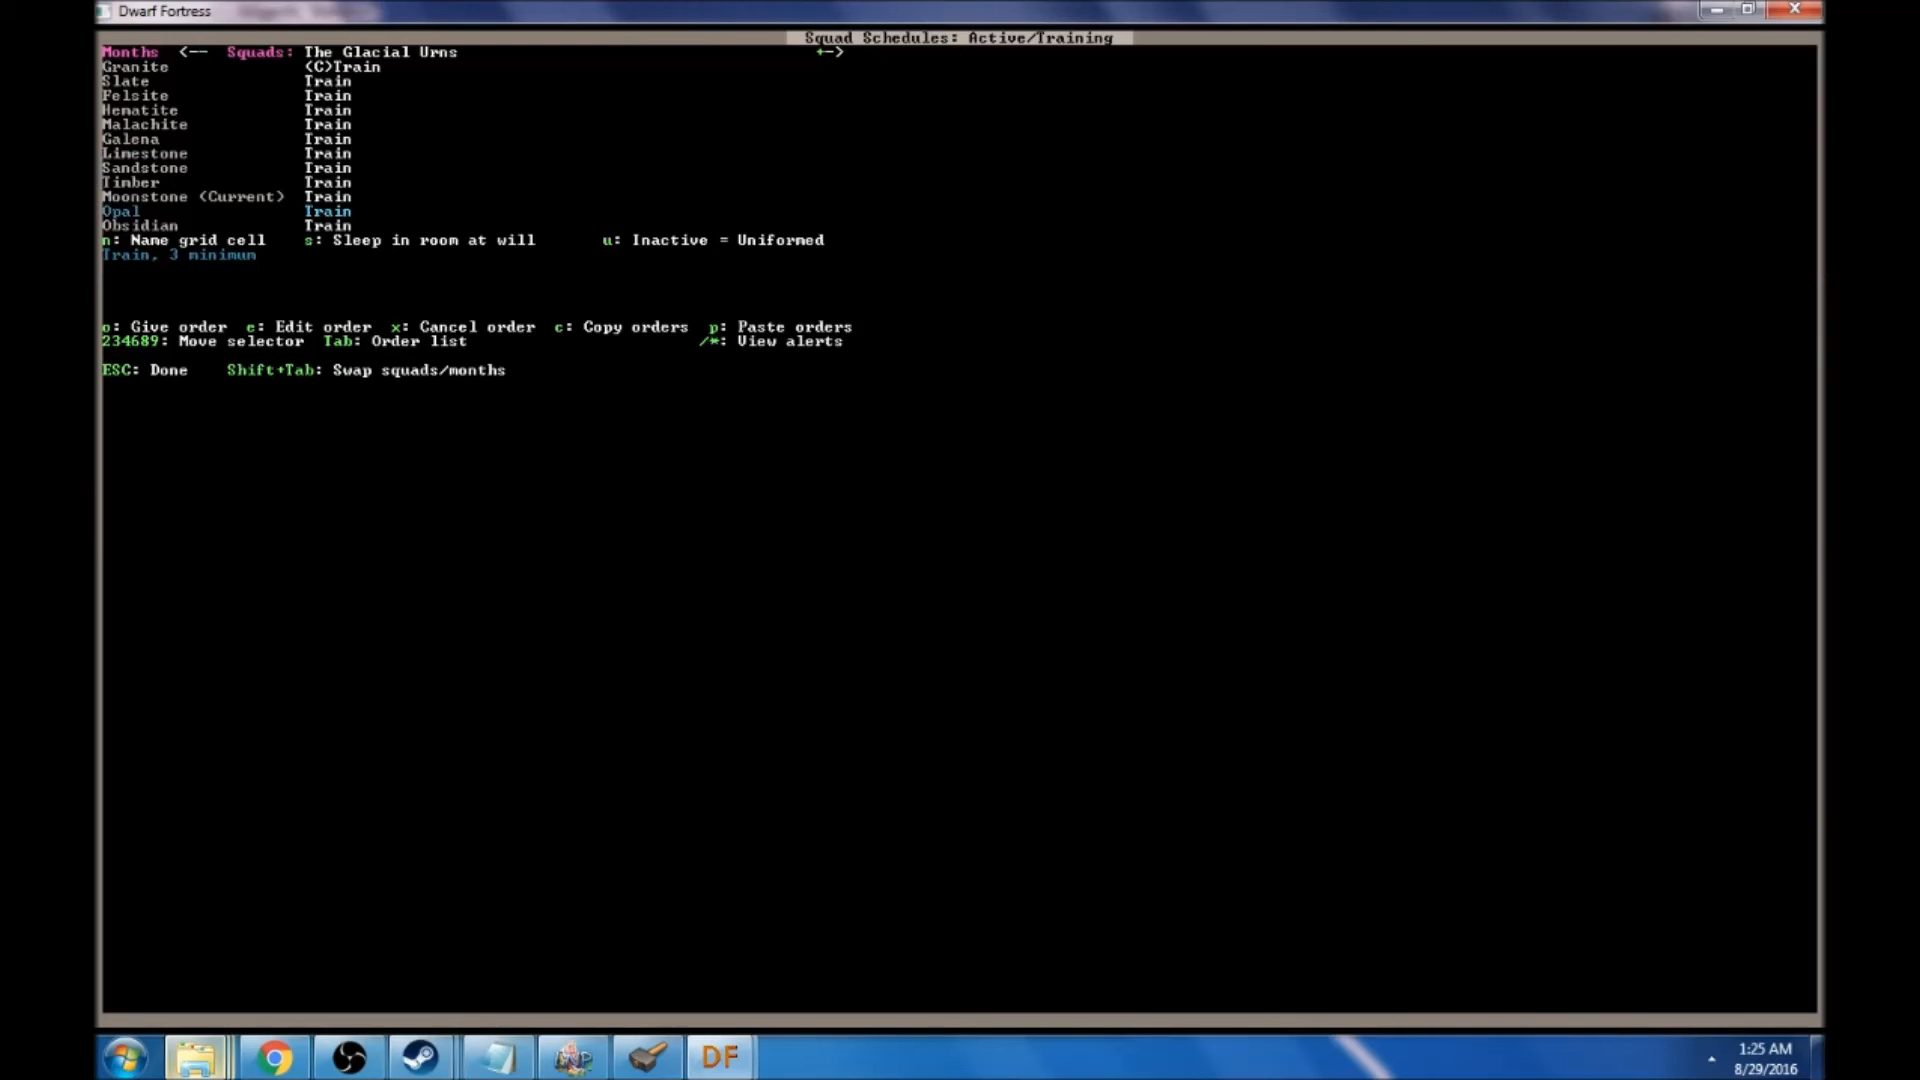 Dwarf Fortress
Squad Schedules: Active/Training
Months <-- Squads: The Glacial Urns +->
Granite (C)Train
Slate Train
Felsite Train
Hematite Train
Malachite Train
Galena Train
Limestone Train
Sandstone Train
Timber Train
Moonstone (Current) Train
Opal Train
Obsidian Train
n: Name grid cell s: Sleep in room at will u: Inactive = Uniformed
Train, 3 minimum
o: Give order e: Edit order x: Cancel order c: Copy orders p: Paste orders
234689: Move selector Tab: Order list /*: View alerts
ESC: Done Shift+Tab: Swap squads/months
DF
1:25 AM
8/29/2016